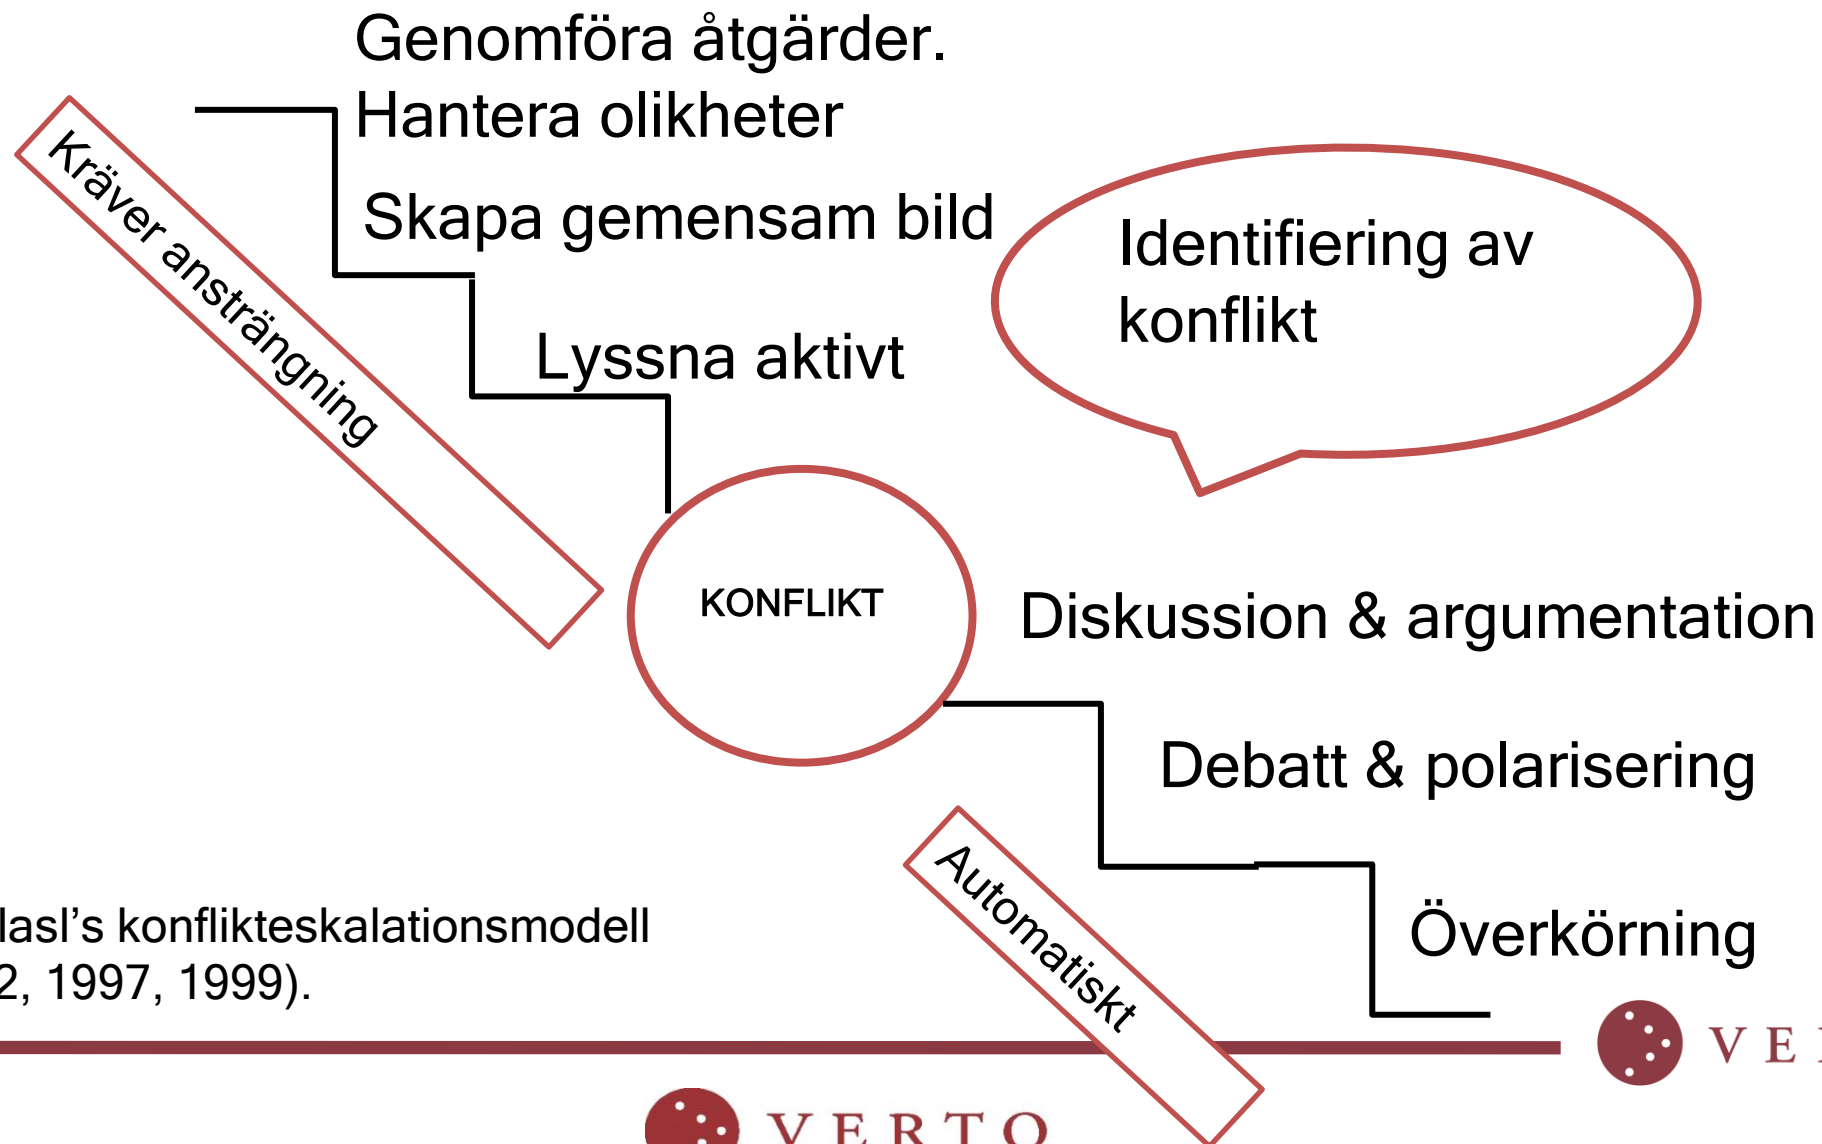 Genomföra åtgärder.
Hantera olikheter
Kräver ansträngning
Skapa gemensam bild
Identifiering av
konflikt
Lyssna aktivt
KONFLIKT
Diskussion & argumentation
Debatt & polarisering
Automatiskt
Överkörning
lasl’s konflikteskalationsmodell
2, 1997, 1999).
V E
VERTO